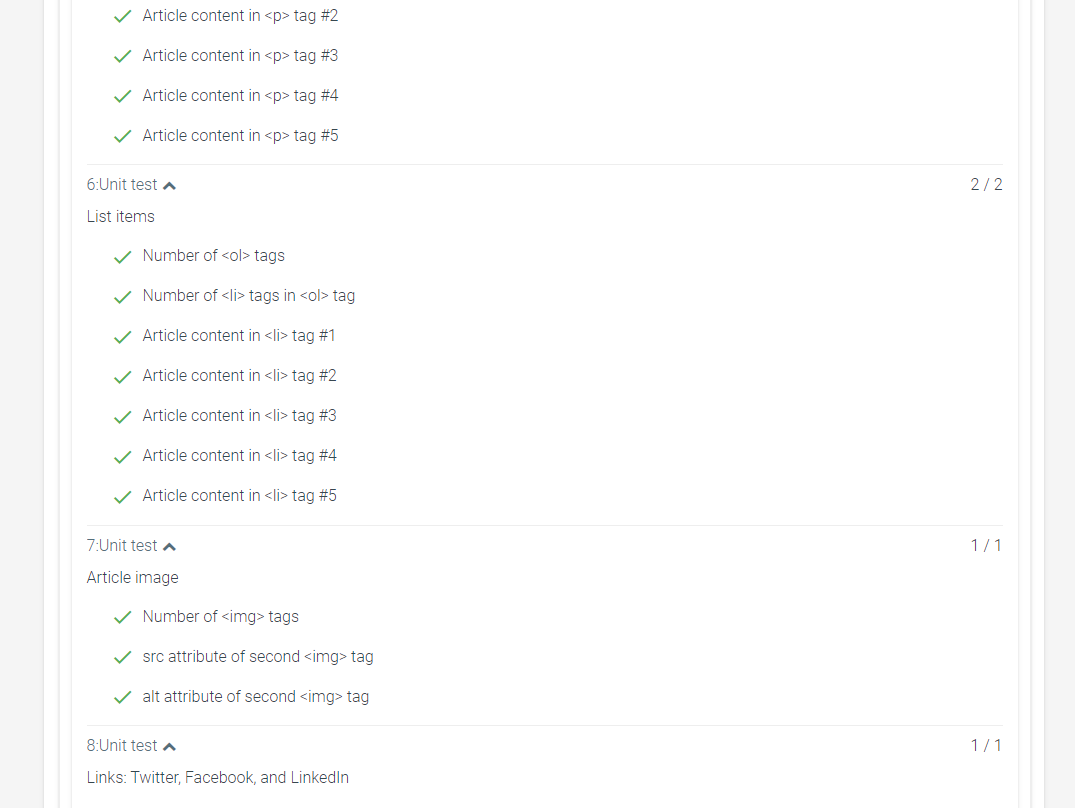 Article content in <p> tag #2
Article content in <p> tag #3
Article content in <p> tag #4
Article content in <p> tag #5
6:Unit test 2 / 2
List items
Number of <ol> tags
Number of <li> tags in <ol> tag
Article content in <li> tag #1
Article content in <li> tag #2
Article content in <li> tag #3
Article content in <li> tag #4
Article content in <li> tag #5
7:Unit test 1 / 1
Article image
Number of <img> tags
src attribute of second <img> tag
alt attribute of second <img> tag
8:Unit test 1 / 1
Links: Twitter, Facebook, and LinkedIn